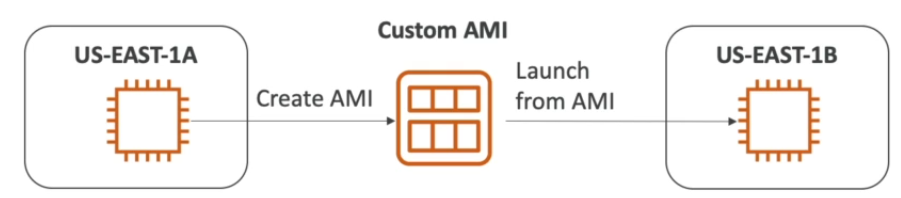 US-EAST-1A
Create AMI
Custom AMI
Launch
from AMI
US-EAST-1B